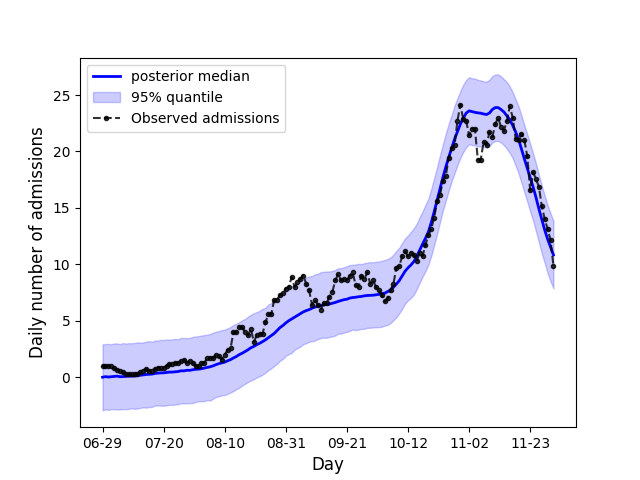 posterior median
95% quantile
Observed admissions
Daily number of admissions
25
20
15
10
5
0
06-29 07-20 08-10 08-31 09-21 10-12 11-02 11-23
Day